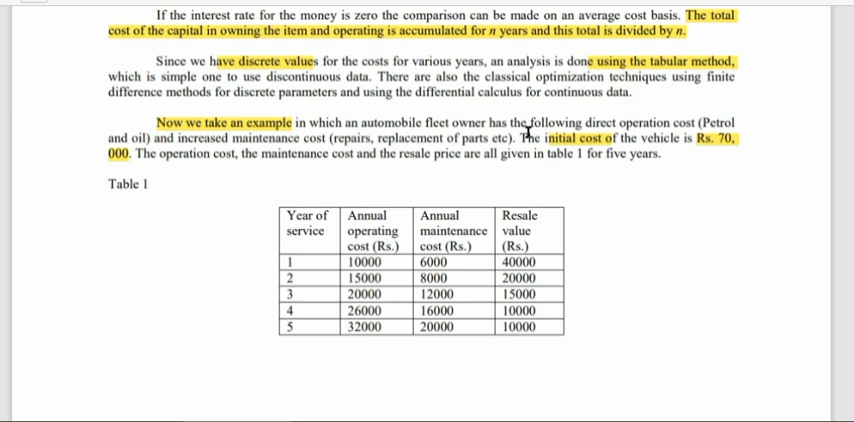 If the interest rate for the money is zero the comparison can be made on an average cost basis. The total
cost of the capital in owning the item and operating is accumulated for n years and this total is divided by n.
Since we have discrete values for the costs for various years, an analysis is done using the tabular method,
which is simple one to use discontinuous data. There are also the classical optimization techniques using finite
difference methods for discrete parameters and using the differential calculus for continuous data.
Now we take an example in which an automobile fleet owner has the following direct operation cost (Petrol
and oil) and increased maintenance cost (repairs, replacement of parts etc). The initial cost of the vehicle is Rs. 70,
000. The operation cost, the maintenance cost and the resale price are all given in table 1 for five years.
Table 1
Year of Annual Annual Resale
service operating maintenance value
cost (Rs.) cost (Rs.) (Rs.)
1 10000 6000 40000
2 15000 8000 20000
3 20000 12000 15000
4 26000 16000 10000
5 32000 20000 10000